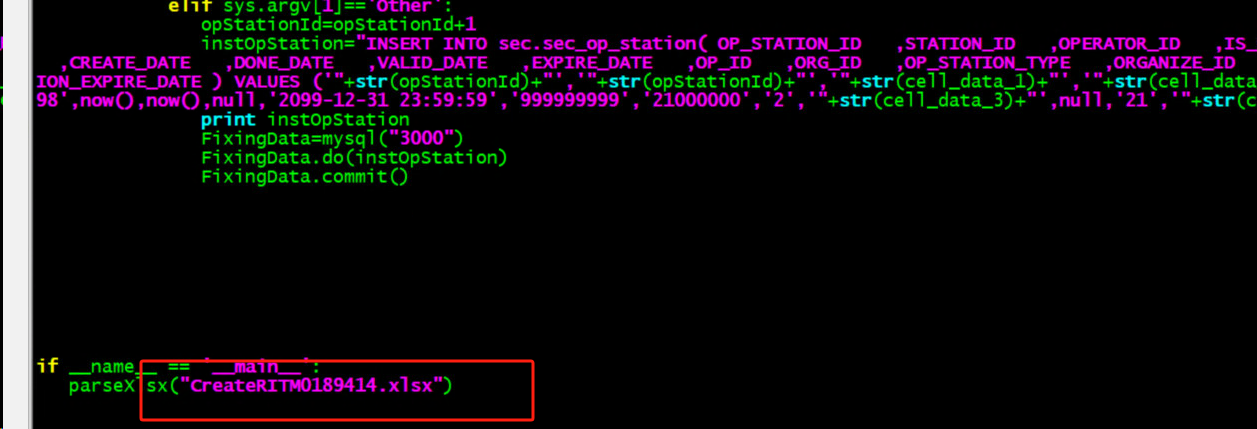 elif sys.argv[1]=='Other':
opStationId=opStationId+1
instOpStation="INSERT INTO sec.sec_op_station( OP_STATION_ID ,STATION_ID ,OPERATOR_ID ,IS_
,CREATE_DATE ,DONE_DATE ,VALID_DATE ,EXPIRE_DATE ,OP_ID ,ORG_ID ,OP_STATION_TYPE ,ORGANIZE_ID
ION_EXPIRE_DATE ) VALUES ('"+str(opStationId)+"','"+str(opStationId)+"','"+str(cell_data_1)+"','"+str(cell_data
98',now(),now(),null,'2099-12-31 23:59:59','999999999','21000000','2','"+str(cell_data_3)+"',null,'21','"+str(c
print instOpStation
FixingData=mysql("3000")
FixingData.do(instOpStation)
FixingData.commit()
if __name__ == '__main__':
parseXlsx("CreateRITM0189414.xlsx")